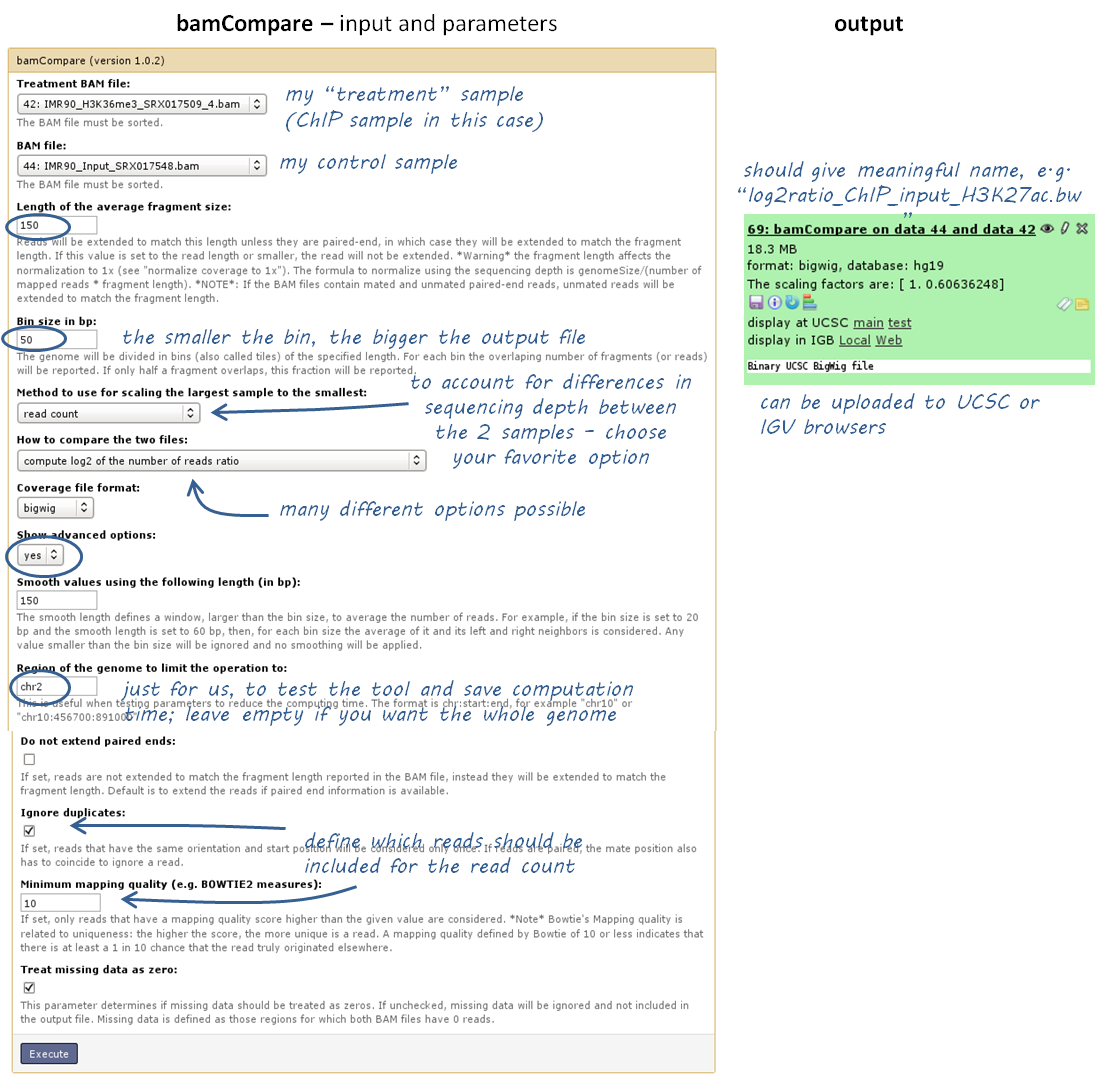 bamCompare – input and parameters
output
bamCompare (version 1.0.2)
Treatment BAM file:
42: IMR90_H3K36me3_SRX017509_4.bam
The BAM file must be sorted.
my “treatment” sample
(ChIP sample in this case)
BAM file:
44: IMR90_Input_SRX017548.bam
The BAM file must be sorted.
my control sample
Length of the average fragment size:
150
Reads will be extended to match this length unless they are paired-end, in which case they will be extended to match the fragment
length. If this value is set to the read length or smaller, the read will not be extended. *Warning* the fragment length affects the
normalization to 1x (see "normalize coverage to 1x"). The formula to normalize using the sequencing depth is genomeSize/(number of
mapped reads * fragment length). *NOTE*: If the BAM files contain mated and unmated paired-end reads, unmated reads will be
extended to match the fragment length.
Bin size in bp:
50
the smaller the bin, the bigger the output file
The genome will be divided in bins (also called tiles) of the specified length. For each bin the overlaping number of fragments (or reads)
will be reported. If only half a fragment overlaps, this fraction will be reported.
Method to use for scaling the largest sample to the smallest:
read count
to account for differences in
sequencing depth between
the 2 samples – choose
your favorite option
How to compare the two files:
compute log2 of the number of reads ratio
Coverage file format:
bigwig
many different options possible
Show advanced options:
yes
Smooth values using the following length (in bp):
150
The smooth length defines a window, larger than the bin size, to average the number of reads. For example, if the bin size is set to 20
bp and the smooth length is set to 60 bp, then, for each bin size the average of it and its left and right neighbors is considered. Any
value smaller than the bin size will be ignored and no smoothing will be applied.
Region of the genome to limit the operation to:
chr2
just for us, to test the tool and save computation
time; leave empty if you want the whole genome
This is useful when testing parameters to reduce the computing time. The format is chr:start:end, for example "chr10" or
"chr10:456700:891000"
Do not extend paired ends:
If set, reads are not extended to match the fragment length reported in the BAM file, instead they will be extended to match the
fragment length. Default is to extend the reads if paired end information is available.
Ignore duplicates:
define which reads should be
included for the read count
If set, reads that have the same orientation and start position will be considered only once. If reads are paired, the mate position also
has to coincide to ignore a read.
Minimum mapping quality (e.g. BOWTIE2 measures):
10
If set, only reads that have a mapping quality score higher than the given value are considered. *Note* Bowtie's Mapping quality is
related to uniqueness: the higher the score, the more unique is a read. A mapping quality defined by Bowtie of 10 or less indicates that
there is at least a 1 in 10 chance that the read truly originated elsewhere.
Treat missing data as zero:
This parameter determines if missing data should be treated as zeros. If unchecked, missing data will be ignored and not included in
the output file. Missing data is defined as those regions for which both BAM files have 0 reads.
Execute
should give meaningful name, e.g.
“log2ratio_ChIP_input_H3K27ac.bw
”
69: bamCompare on data 44 and data 42
18.3 MB
format: bigwig, database: hg19
The scaling factors are: [ 1. 0.60636248]
display at UCSC main test
display in IGB Local Web
Binary UCSC BigWig file
can be uploaded to UCSC or
IGV browsers